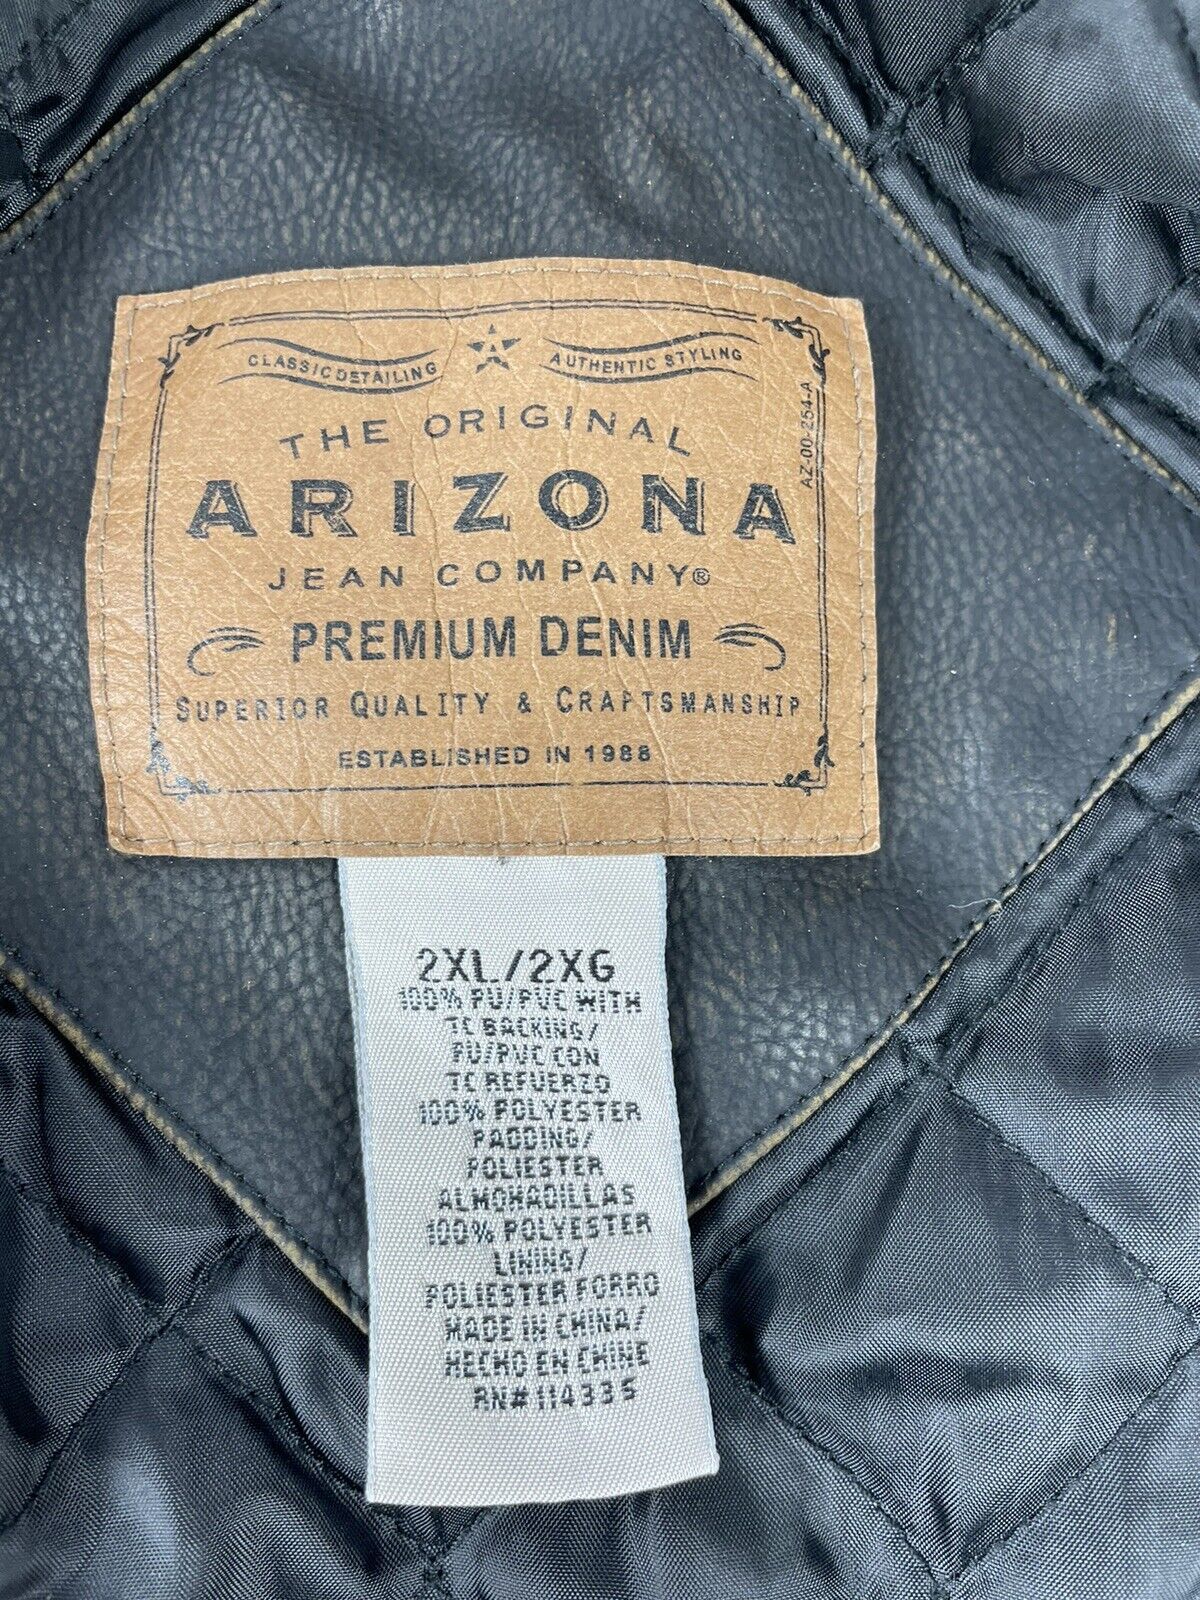 CLASSIC DETAILING
AUTHENTIC STYLING
THE ORIGINAL
ARIZONA
JEAN COMPANY®
PREMIUM DENIM
SUPERIOR QUALITY & CRAFTSMANSHIP
ESTABLISHED IN 1988
AZ-00-254-A
2XL/2XG
100% PU/PVC WITH
TC BACKING/
PU/PVC CON
TC REFUERZO
100% POLYESTER
PADDING/
POLIESTER
ALMOHADILLAS
100% POLYESTER
LINING/
POLIESTER FORRO
MADE IN CHINA/
HECHO EN CHINE
RN#114335